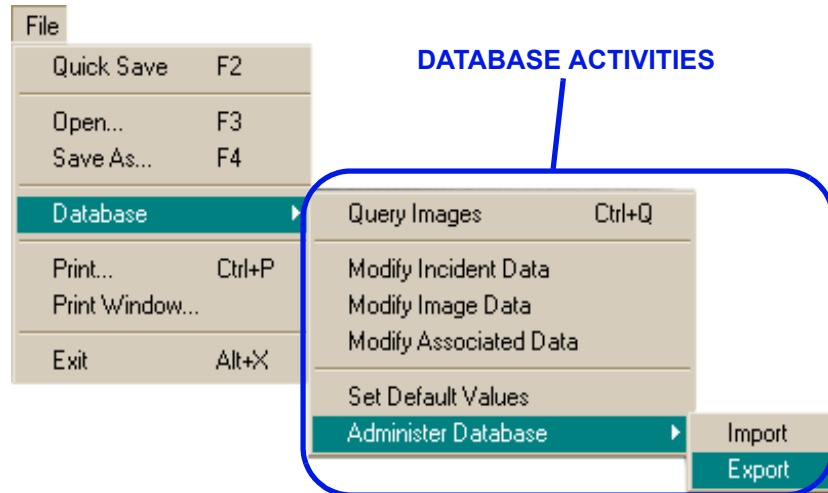 File
Quick Save F2
DATABASE ACTIVITIES
Open... F3
Save As... F4
Database
Query Images Ctrl+Q
Print... Ctrl+P
Modify Incident Data
Print Window...
Modify Image Data
Modify Associated Data
Exit Alt+X
Set Default Values
Administer Database
Import
Export